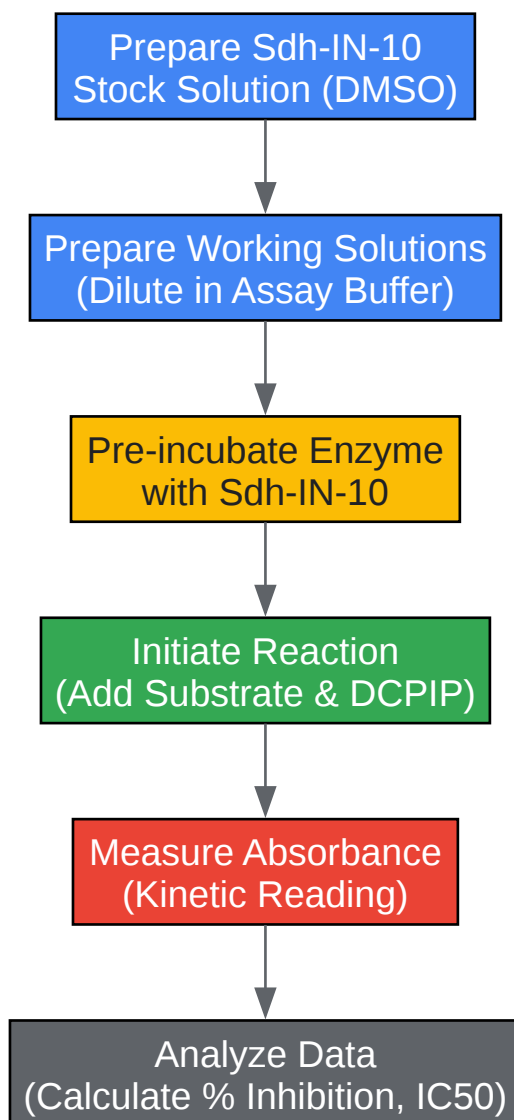 Prepare Sdh-IN-10
Stock Solution (DMSO)
Prepare Working Solutions
(Dilute in Assay Buffer)
Pre-incubate Enzyme
with Sdh-IN-10
Initiate Reaction
(Add Substrate & DCPIP)
Measure Absorbance
(Kinetic Reading)
Analyze Data
(Calculate % Inhibition, IC50)